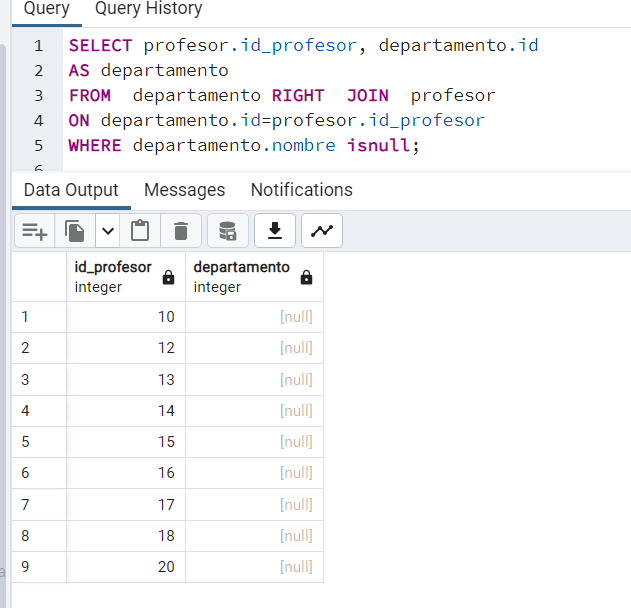 Query Query History
1 SELECT profesor.id_profesor, departamento.id
2 AS departamento
3 FROM departamento RIGHT JOIN profesor
4 ON departamento.id=profesor.id_profesor
5 WHERE departamento.nombre isnull;
6
Data Output Messages Notifications
id_profesor departamento
integer integer
1 10 [null]
2 12 [null]
3 13 [null]
4 14 [null]
5 15 [null]
6 16 [null]
7 17 [null]
8 18 [null]
9 20 [null]